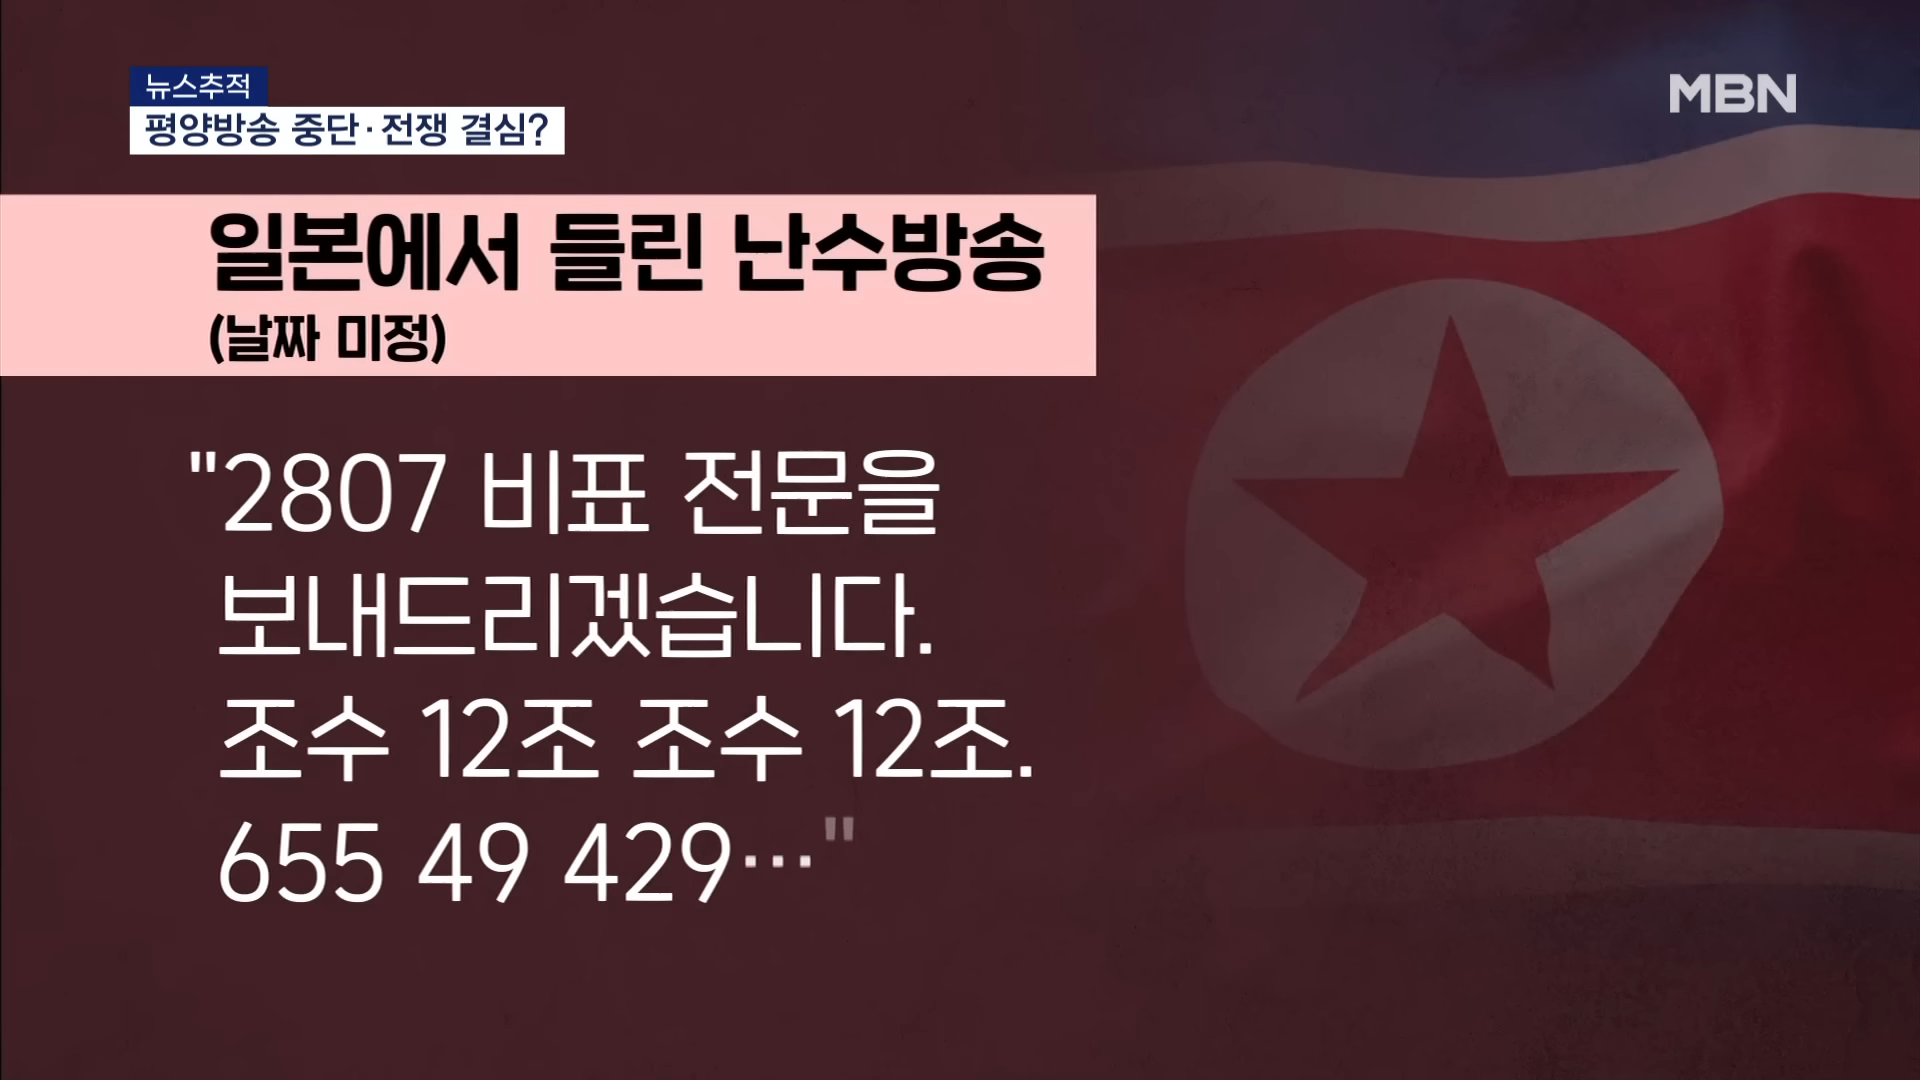 뉴스추적
MBN
평양방송 중단·전쟁 결심?
일본에서 들린 난수방송
(날짜 미정)
"2807 비표 전문을
보내드리겠습니다.
조수 12조 조수 12조.
655 49 429…"